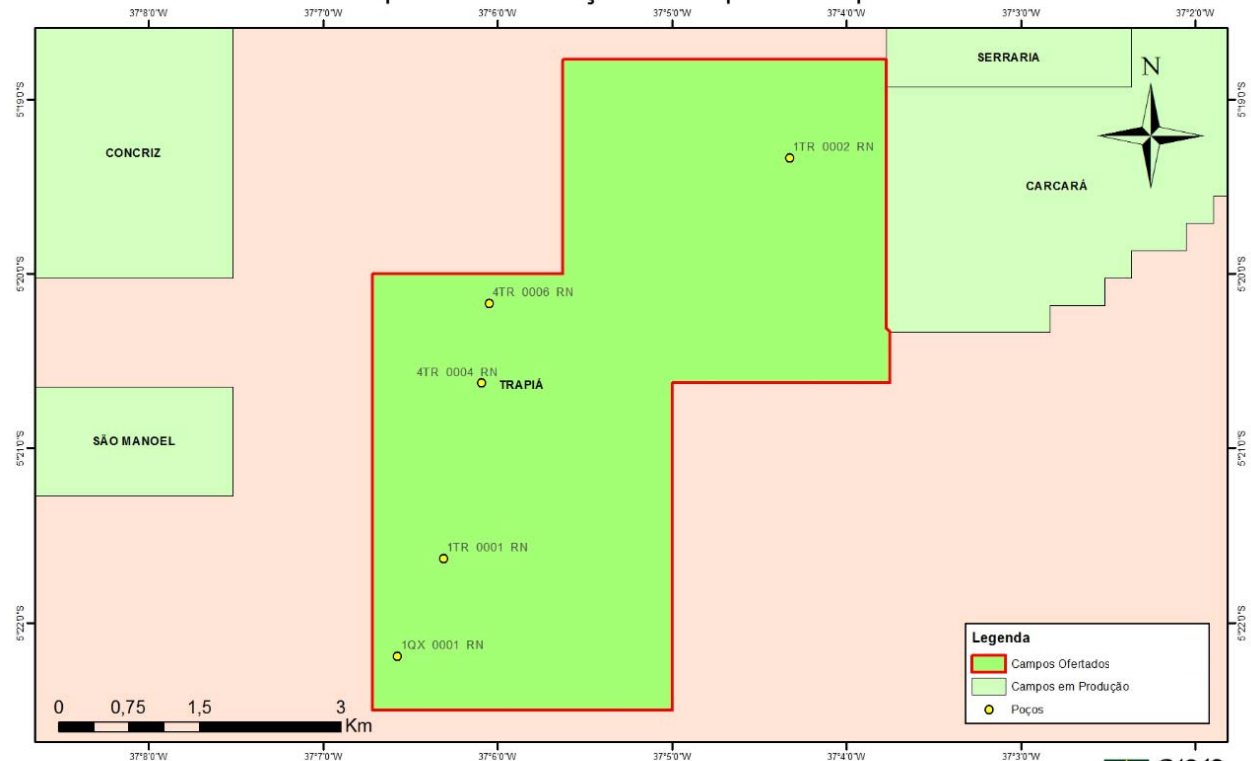 37°8'0"W 37°7'0"W 37°6'0"W 37°5'0"W 37°4'0"W 37°3'0"W 37°2'0"W
SERRARIA
N
5°19'0"S 5°19'0"S
CONCRIZ
1TR 0002 RN
CARCARÁ
5°20'0"S 5°20'0"S
4TR 0006 RN
4TR 0004 RN
TRAPIÁ
SÃO MANOEL
5°21'0"S 5°21'0"S
1TR 0001 RN
5°22'0"S 5°22'0"S
1QX 0001 RN
Legenda
Campos Ofertados
Campos em Produção
Poços
0 0,75 1,5 3
Km
37°8'0"W 37°7'0"W 37°6'0"W 37°5'0"W 37°4'0"W 37°3'0"W 37°2'0"W